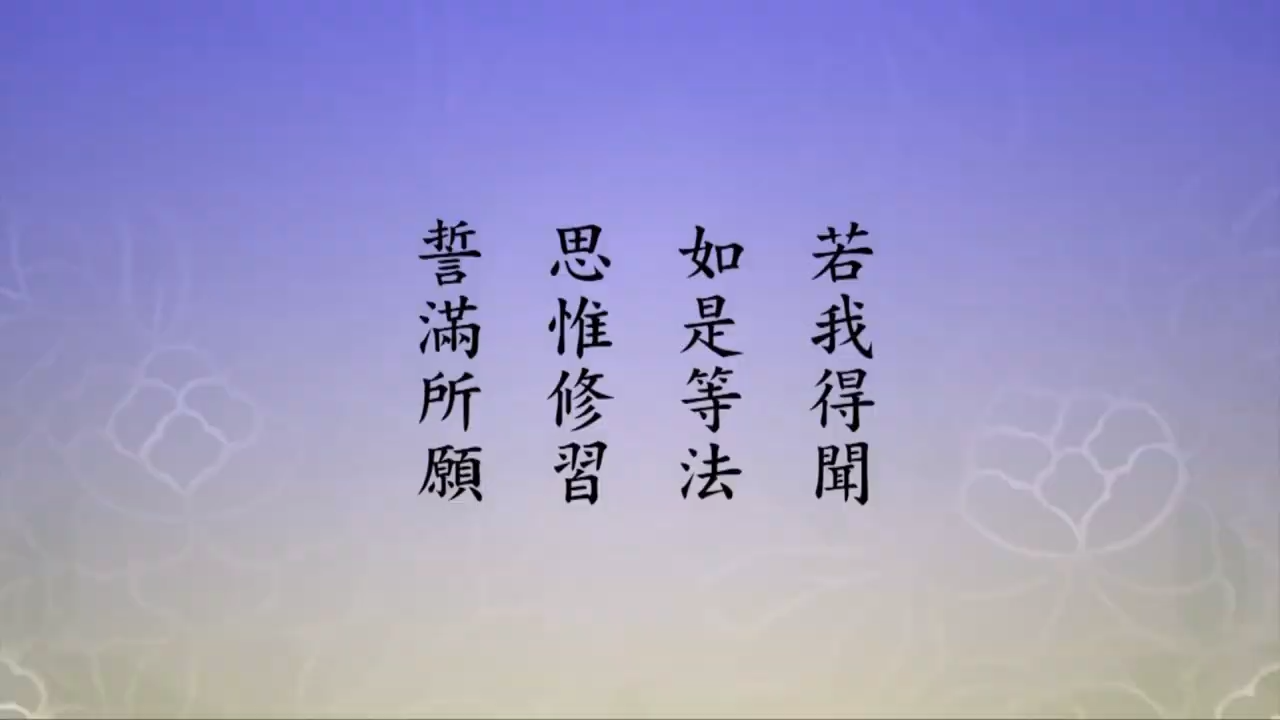 若我得聞
如是等法
思惟修習
誓滿所願